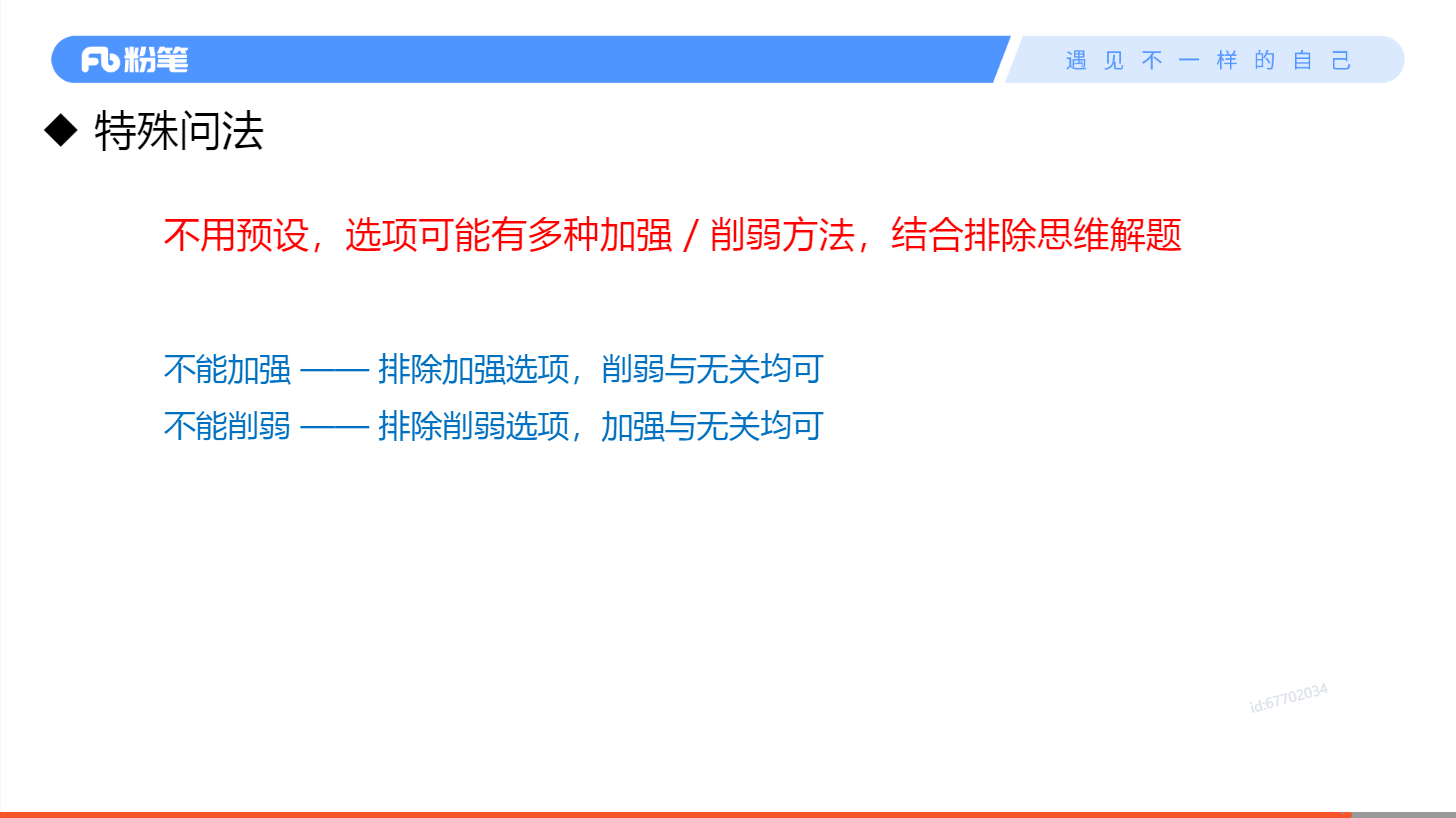 粉笔
遇见不一样的自己
◆ 特殊问法
不用预设，选项可能有多种加强 / 削弱方法，结合排除思维解题
不能加强 —— 排除加强选项，削弱与无关均可
不能削弱 —— 排除削弱选项，加强与无关均可
id:67702034